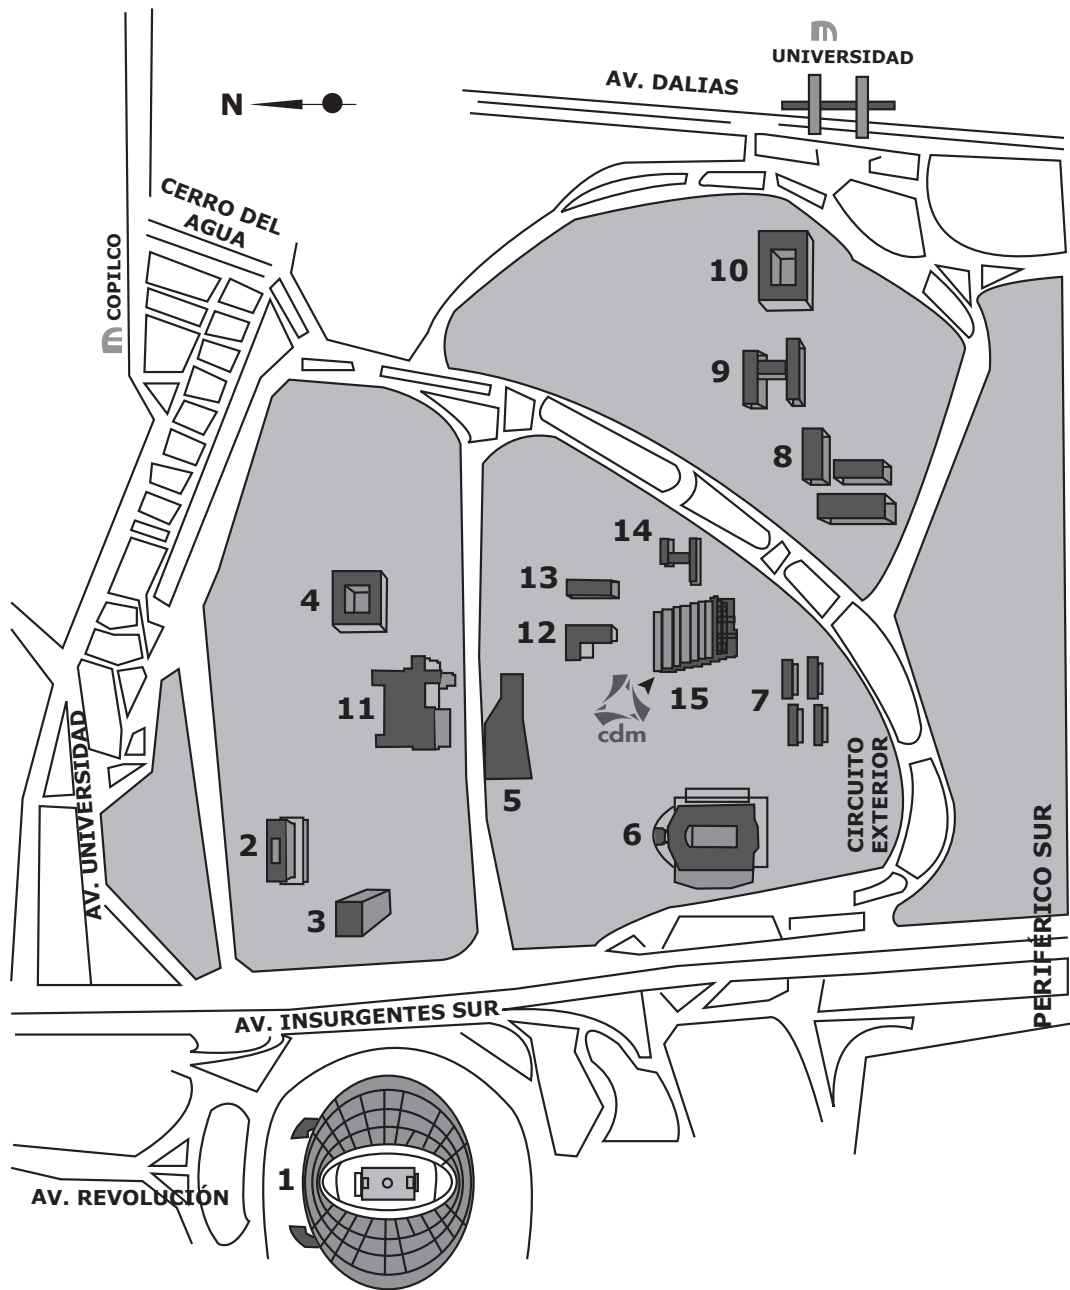 UNIVERSIDAD
AV. DALIAS
N
CERRO DEL
AGUA
COPILCO
10
9
8
14
13
4
12
15
7
11
cdm
5
CIRCUITO
EXTERIOR
6
2
AV. UNIVERSIDAD
3
PERIFÉRICO SUR
AV. INSURGENTES SUR
1
AV. REVOLUCIÓN